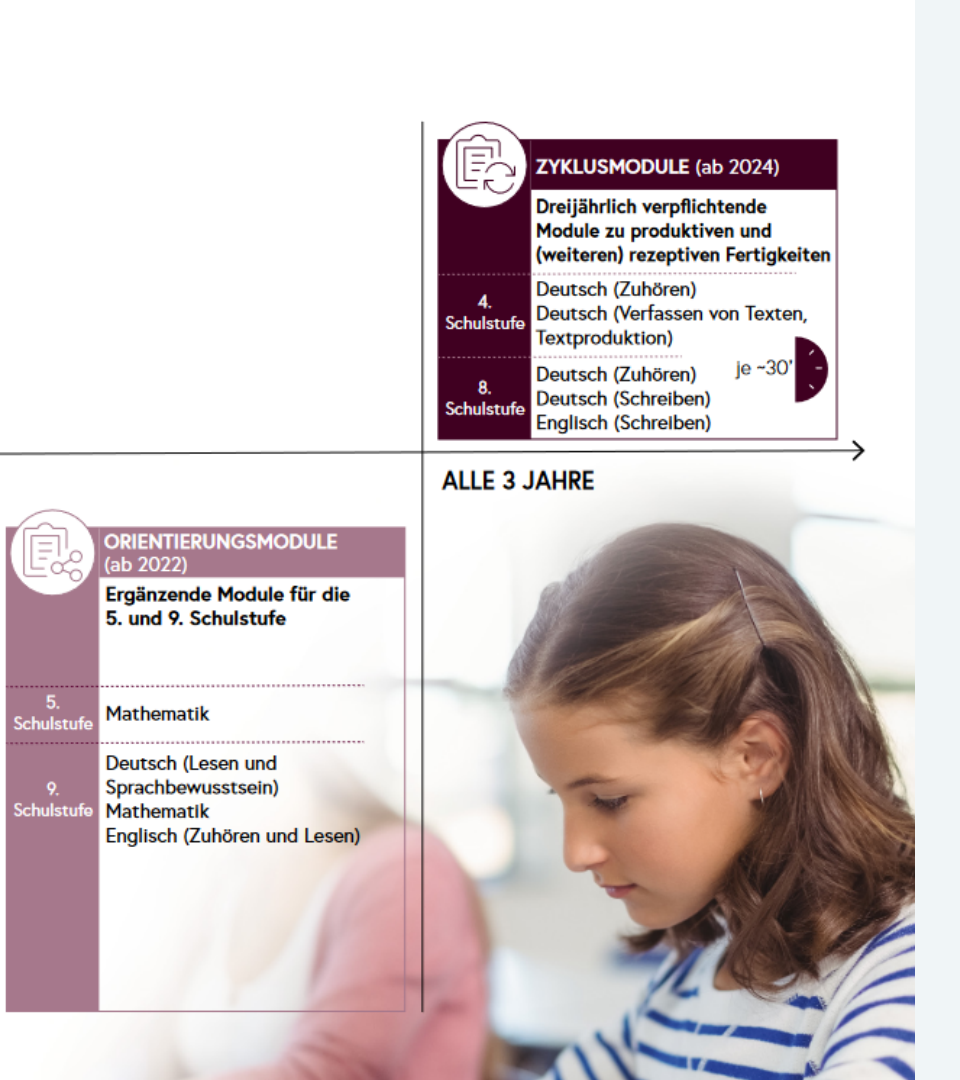 ZYKLUSMODULE (ab 2024)
Dreijährlich verpflichtende
Module zu produktiven und
(weiteren) rezeptiven Fertigkeiten
4.
Schulstufe
Deutsch (Zuhören)
Deutsch (Verfassen von Texten,
Textproduktion)
8.
Schulstufe
Deutsch (Zuhören)
Deutsch (Schreiben)
Englisch (Schreiben)
je ~30'
ALLE 3 JAHRE
ORIENTIERUNGSMODULE
(ab 2022)
Ergänzende Module für die
5. und 9. Schulstufe
5.
Schulstufe
Mathematik
9.
Schulstufe
Deutsch (Lesen und
Sprachbewusstsein)
Mathematik
Englisch (Zuhören und Lesen)